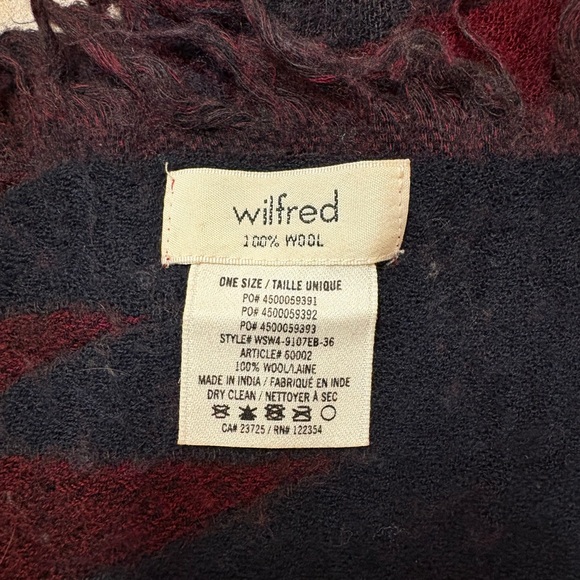 wilfred
100% WOOL
ONE SIZE / TAILLE UNIQUE
PO# 4500059391
PO# 4500059392
PO# 4500059393
STYLE# WSW4-9107EB-36
ARTICLE# 60002
100% WOOL/LAINE
MADE IN INDIA / FABRIQUÉ EN INDE
DRY CLEAN / NETTOYER À SEC
CA# 23725 / RN# 122354